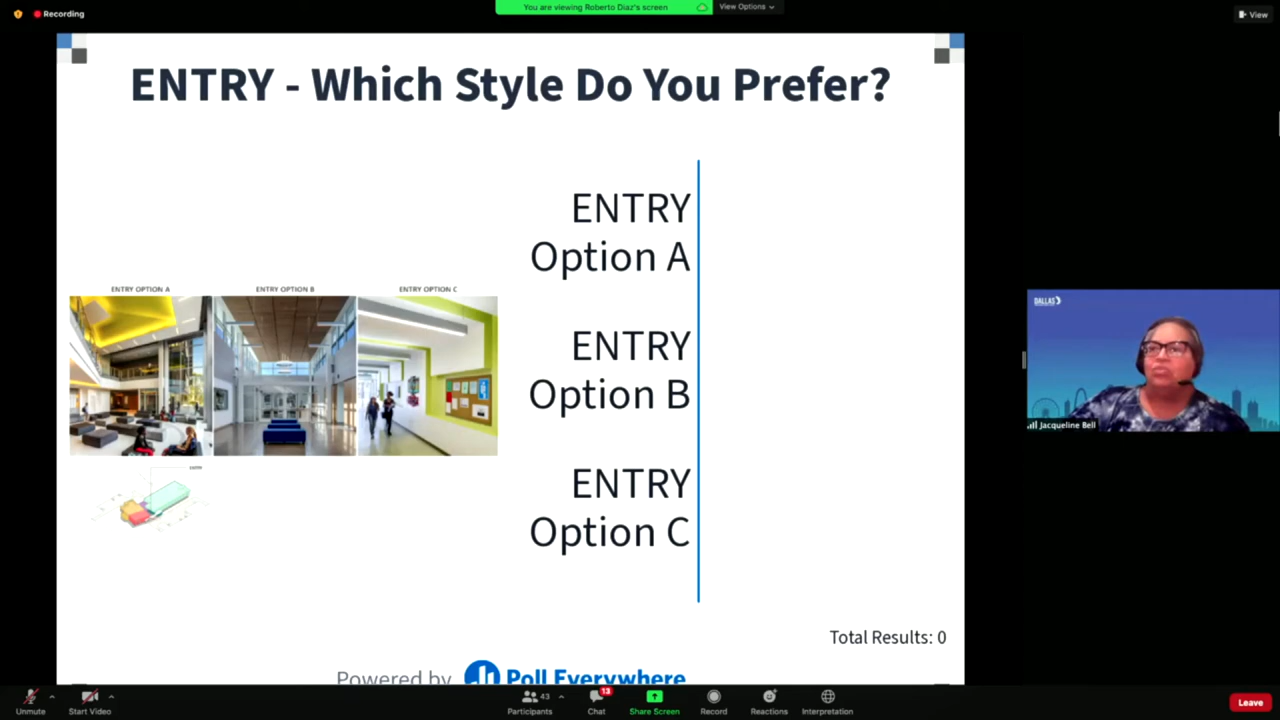 Recording
You are viewing Roberto Diaz's screen
View Options
View
ENTRY - Which Style Do You Prefer?
ENTRY
Option A
ENTRY
Option B
ENTRY
Option C
ENTRY OPTION A
ENTRY OPTION B
ENTRY OPTION C
ENTRY
DALLAS
Jacqueline Bell
Total Results: 0
Powered by Poll Everywhere
Unmute
Start Video
43
Participants
13
Chat
Share Screen
Record
Reactions
Interpretation
Leave